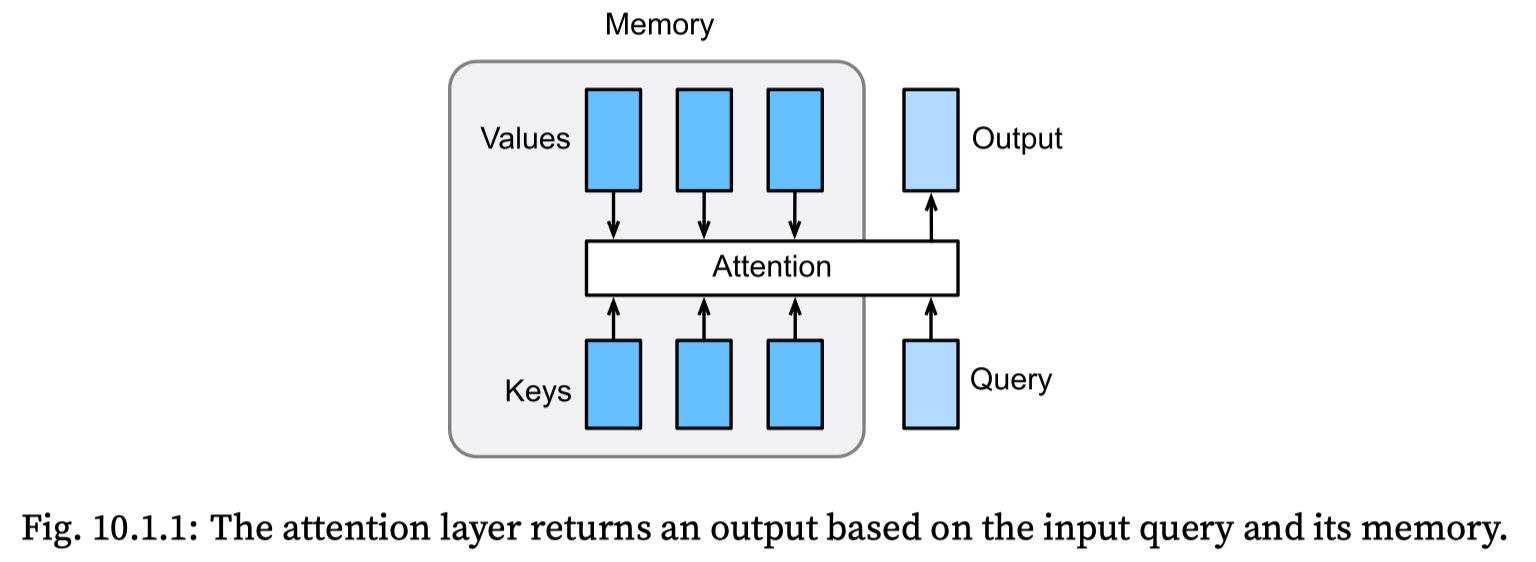 Memory
Values
Output
Attention
Keys
Query
Fig. 10.1.1: The attention layer returns an output based on the input query and its memory.